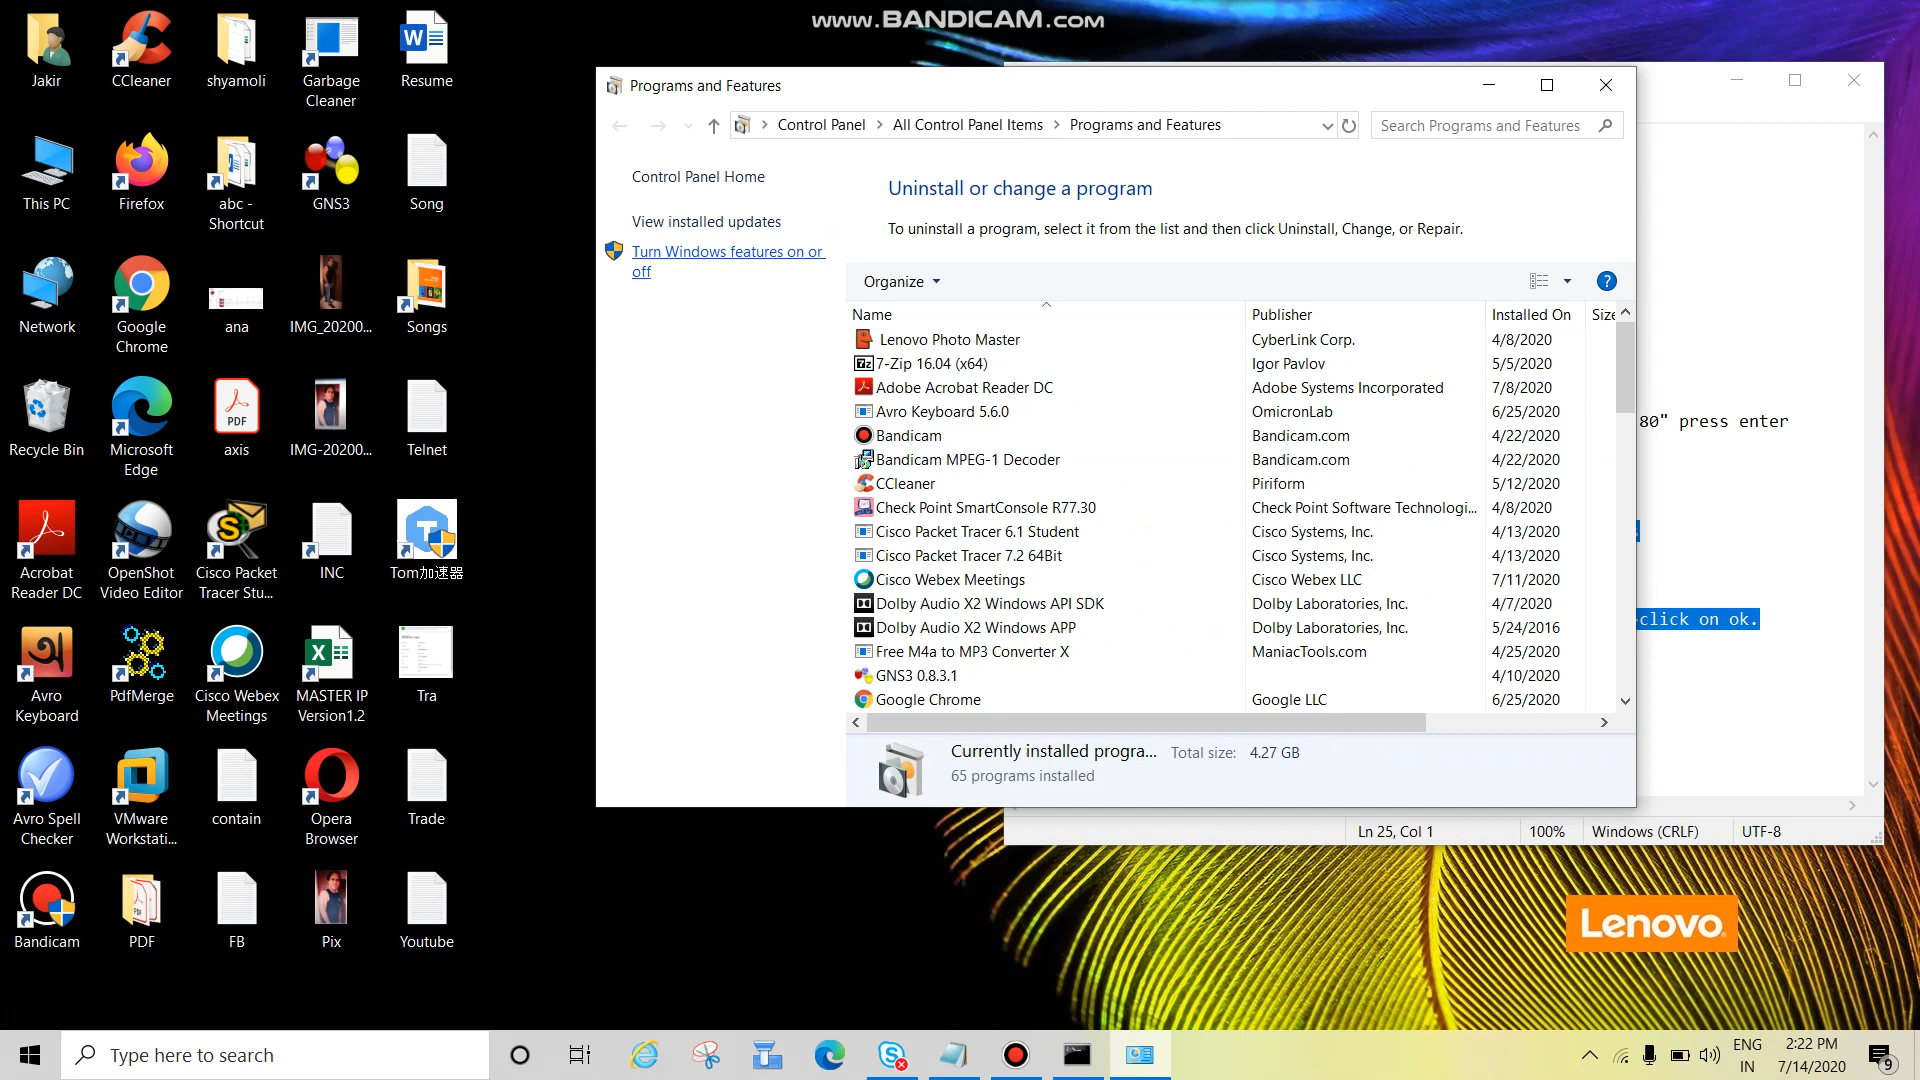 www.BANDICAM.com
Jakir
CCleaner
shyamoli
Garbage
Cleaner
Resume
This PC
Firefox
abc -
Shortcut
GNS3
Song
Network
Google
Chrome
ana
IMG_20200...
Songs
Recycle Bin
Microsoft
Edge
PDF
axis
IMG-20200...
Telnet
Acrobat
Reader DC
OpenShot
Video Editor
Cisco Packet
Tracer Stu...
INC
Tom加速器
Avro
Keyboard
PdfMerge
Cisco Webex
Meetings
MASTER IP
Version1.2
Tra
Avro Spell
Checker
VMware
Workstati...
contain
Opera
Browser
Trade
Bandicam
PDF
FB
Pix
Youtube
Programs and Features
Control Panel > All Control Panel Items > Programs and Features
Search Programs and Features
Control Panel Home
View installed updates
Turn Windows features on or
off
Uninstall or change a program
To uninstall a program, select it from the list and then click Uninstall, Change, or Repair.
Organize
Name Publisher Installed On Size
Lenovo Photo Master CyberLink Corp. 4/8/2020
7-Zip 16.04 (x64) Igor Pavlov 5/5/2020
Adobe Acrobat Reader DC Adobe Systems Incorporated 7/8/2020
Avro Keyboard 5.6.0 OmicronLab 6/25/2020
Bandicam Bandicam.com 4/22/2020
Bandicam MPEG-1 Decoder Bandicam.com 4/22/2020
CCleaner Piriform 5/12/2020
Check Point SmartConsole R77.30 Check Point Software Technologi... 4/8/2020
Cisco Packet Tracer 6.1 Student Cisco Systems, Inc. 4/13/2020
Cisco Packet Tracer 7.2 64Bit Cisco Systems, Inc. 4/13/2020
Cisco Webex Meetings Cisco Webex LLC 7/11/2020
Dolby Audio X2 Windows API SDK Dolby Laboratories, Inc. 4/7/2020
Dolby Audio X2 Windows APP Dolby Laboratories, Inc. 5/24/2016
Free M4a to MP3 Converter X ManiacTools.com 4/25/2020
GNS3 0.8.3.1 4/10/2020
Google Chrome Google LLC 6/25/2020
Currently installed progra... Total size: 4.27 GB
65 programs installed
80" press enter
click on ok.
Ln 25, Col 1 100% Windows (CRLF) UTF-8
Lenovo
Type here to search
ENG
IN
2:22 PM
7/14/2020
9